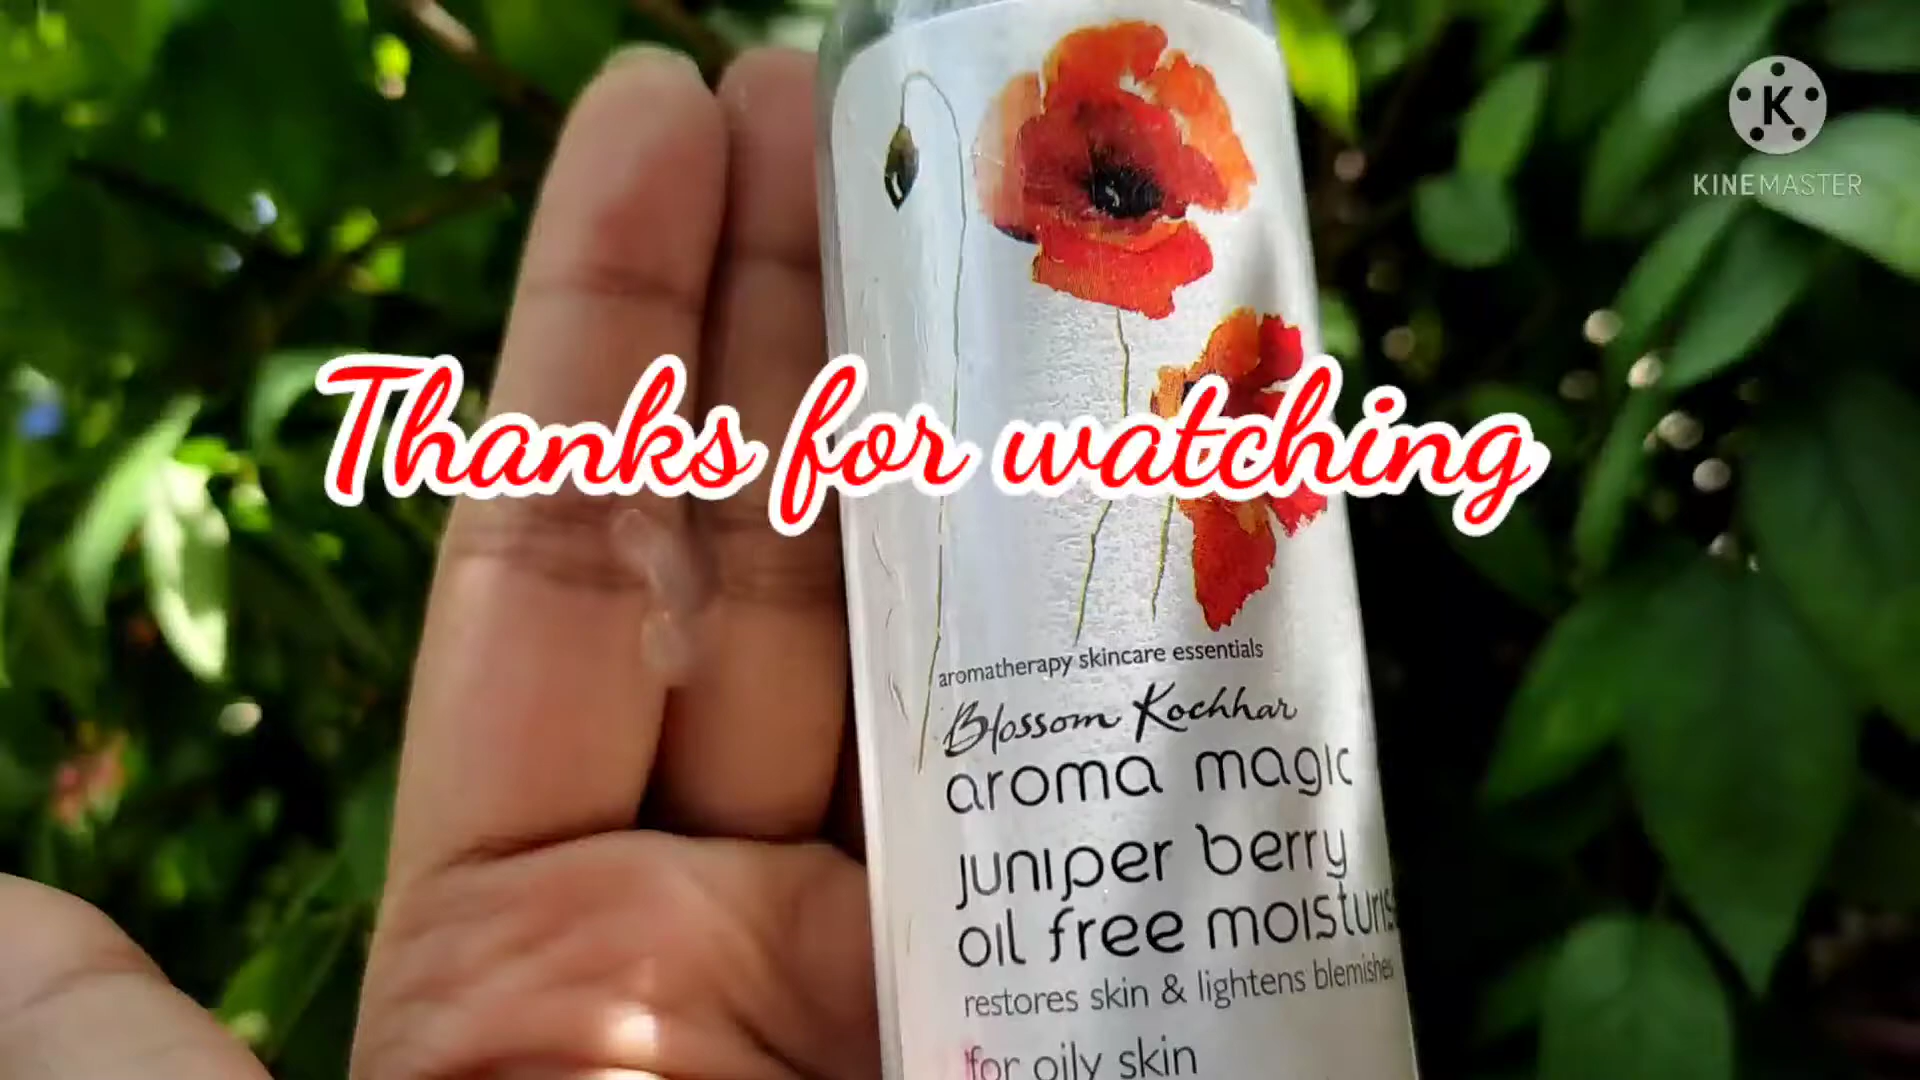 K
KINEMASTER
Thanks for watching
aromatherapy skincare essentials
Blossom Kochhar
aroma magic
juniper berry
oil free moisturis
restores skin & lightens blemishes
for oily skin